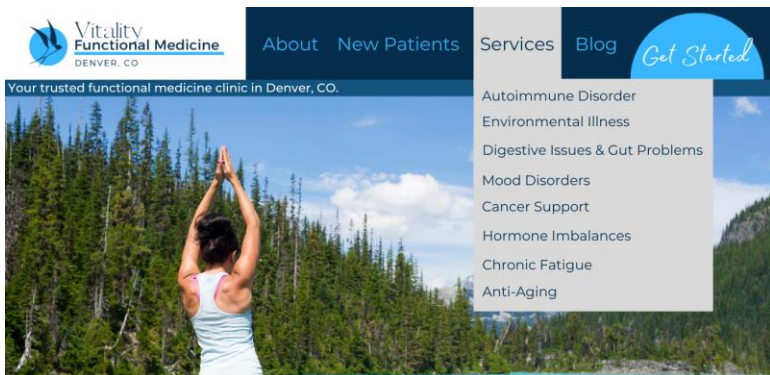 Vitality
Functional Medicine
DENVER, CO
About New Patients Services Blog Get Started
Your trusted functional medicine clinic in Denver, CO.
Autoimmune Disorder
Environmental Illness
Digestive Issues & Gut Problems
Mood Disorders
Cancer Support
Hormone Imbalances
Chronic Fatigue
Anti-Aging